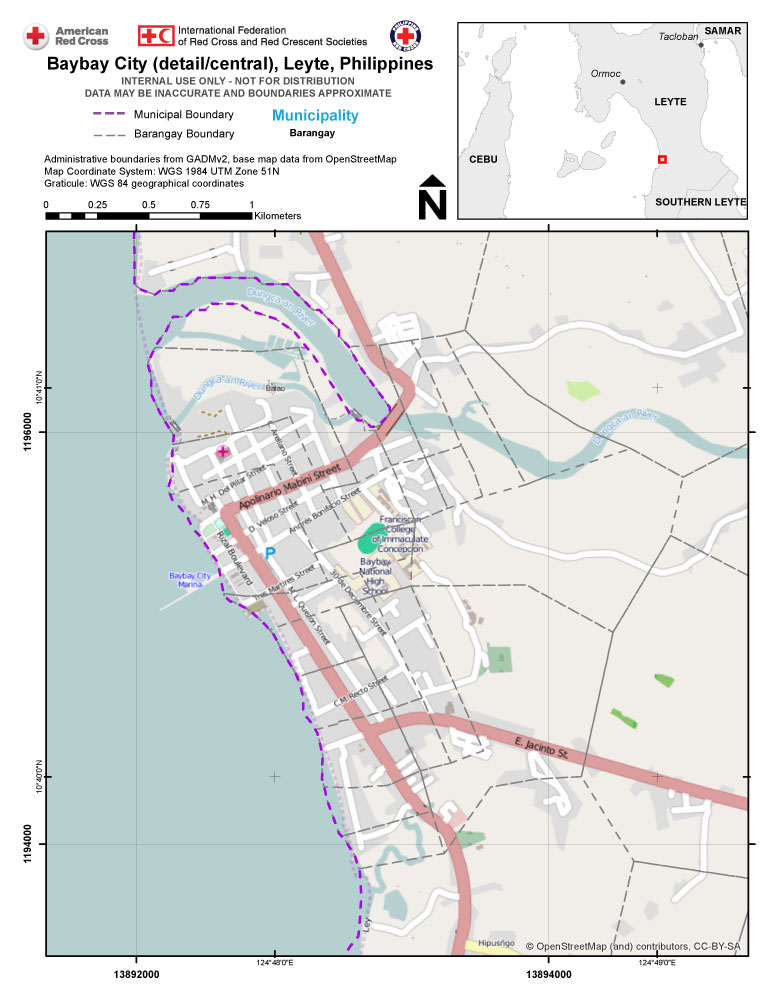 American
Red Cross
International Federation
of Red Cross and Red Crescent Societies
PHILIPPINE
RED CROSS
Baybay City (detail/central), Leyte, Philippines
INTERNAL USE ONLY - NOT FOR DISTRIBUTION
DATA MAY BE INACCURATE AND BOUNDARIES APPROXIMATE
Municipal Boundary
Municipality
Barangay Boundary
Barangay
Administrative boundaries from GADMv2, base map data from OpenStreetMap
Map Coordinate System: WGS 1984 UTM Zone 51N
Graticule: WGS 84 geographical coordinates
0 0.25 0.5 0.75 1
Kilometers
N
SAMAR
Tacloban
Ormoc
LEYTE
CEBU
SOUTHERN LEYTE
Dungcaan River
Dungcaan River
Balao
Dungcaan River
10°41'0"N
1196000
C. Arellano Street
M. H. Del Pilar Street
Apolinario Mabini Street
D. Veloso Street
Andres Bonifacio Street
Franciscan
College
of Immaculate
Concepcion
Rizal Boulevard
P
Baybay
National
High
School
Baybay City
Marina
Tres Martires Street
30 de Deciembre Street
M. L. Quezon Street
C.M. Recto Street
E. Jacinto St.
10°40'0"N
1194000
Ley
Hipusngo
© OpenStreetMap (and) contributors, CC-BY-SA
124°48'0"E
124°49'0"E
13892000
13894000